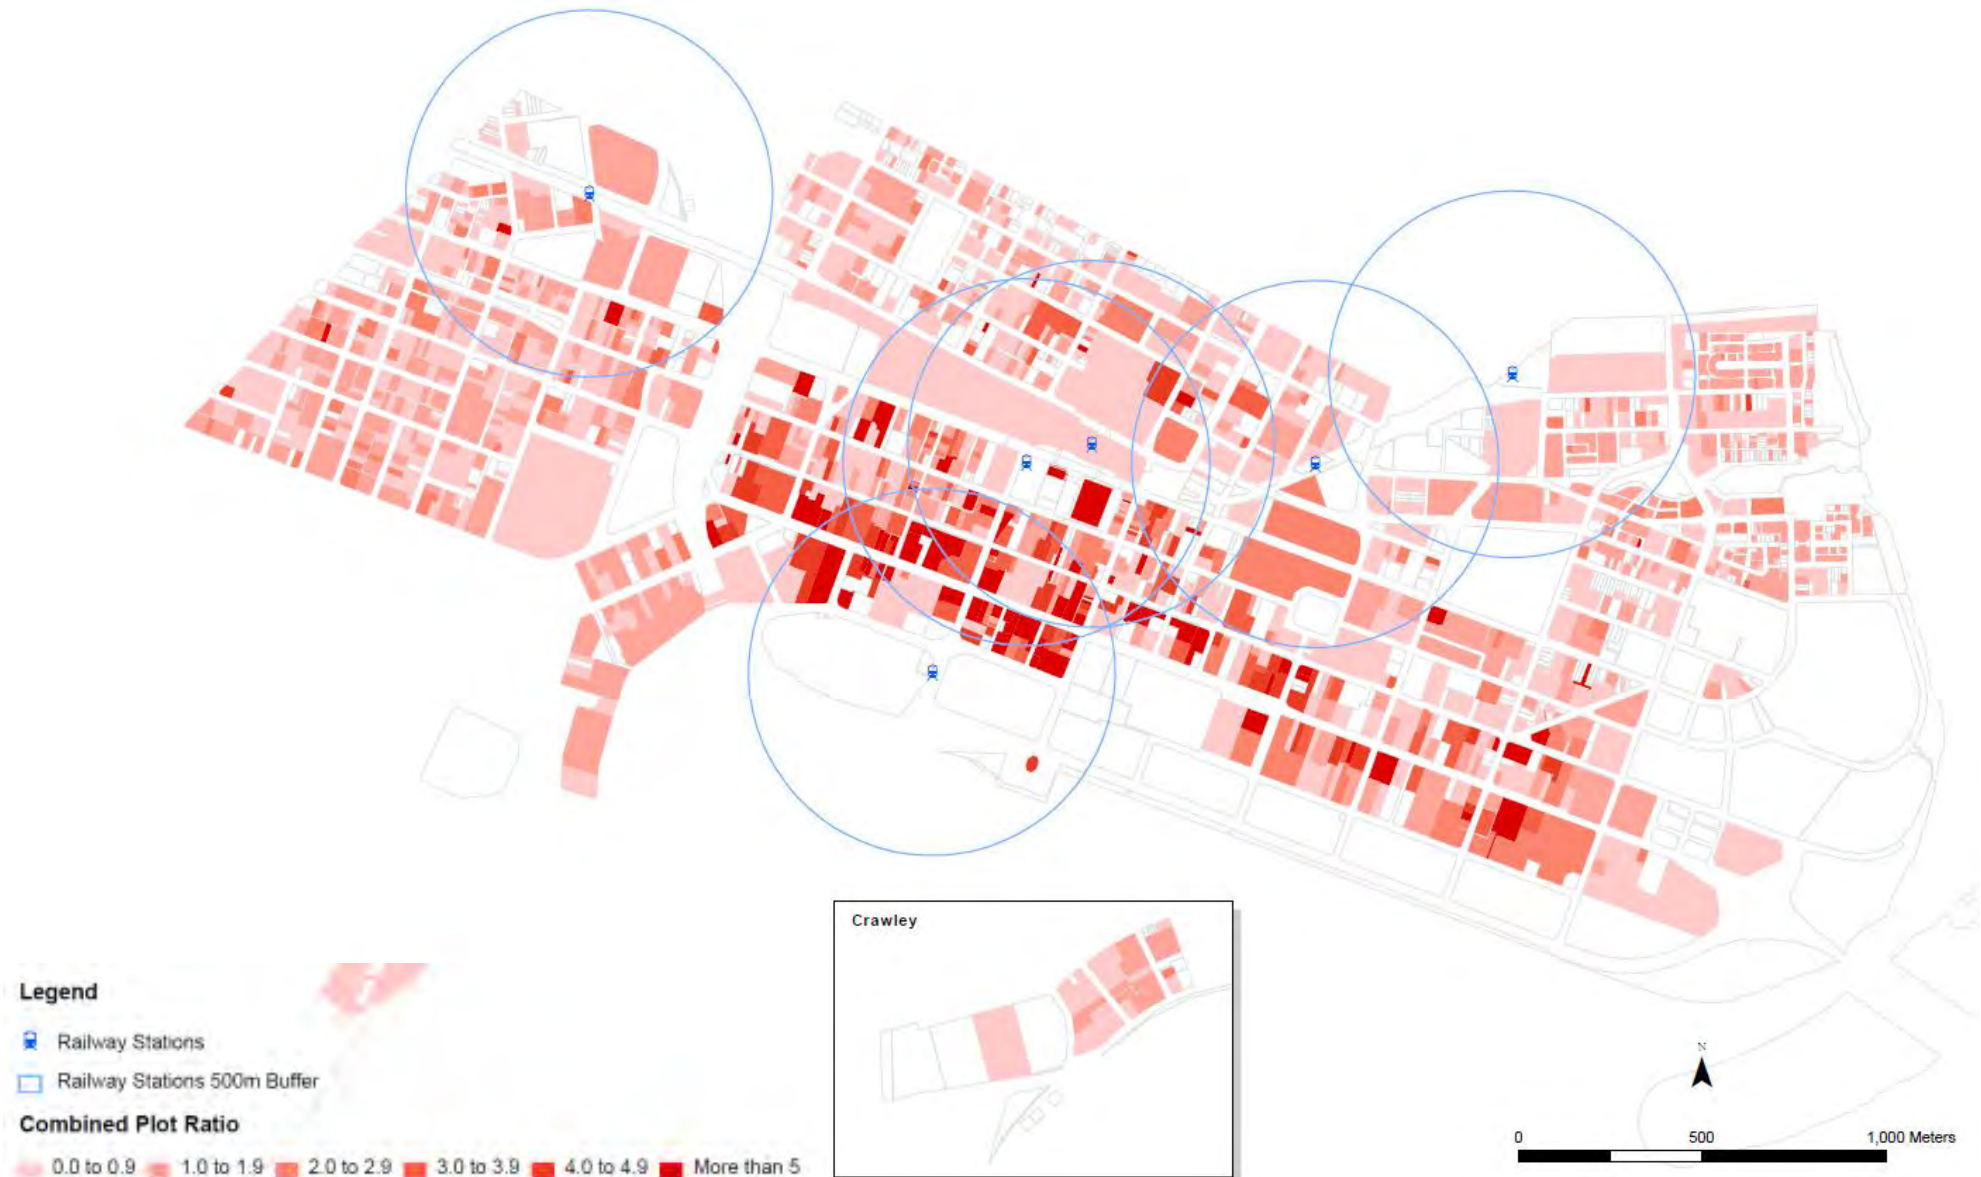 Crawley
Legend
Railway Stations
Railway Stations 500m Buffer
Combined Plot Ratio
0.0 to 0.9 1.0 to 1.9 2.0 to 2.9 3.0 to 3.9 4.0 to 4.9 More than 5
N
0 500 1,000 Meters